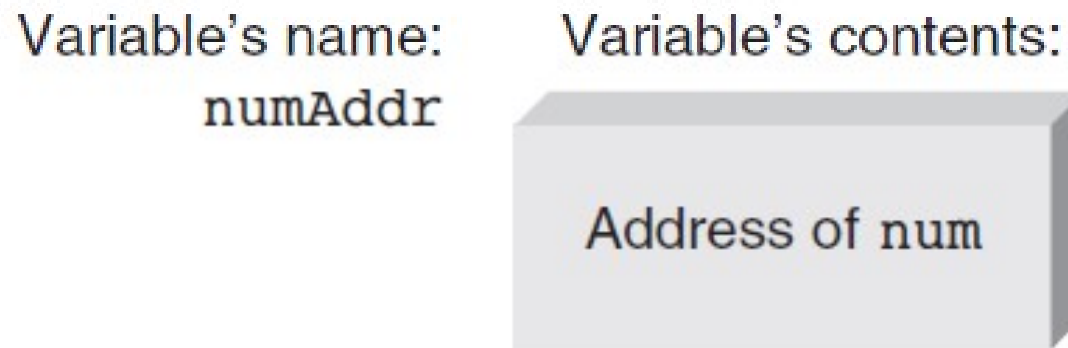 Variable’s name: Variable’s contents:
numAddr
Address of num